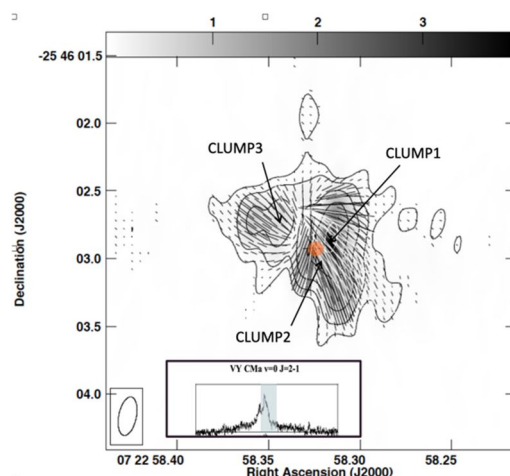 1 2 3
-25 46 01.5
02.0
CLUMP3
CLUMP1
02.5
Declination (J2000)
03.0
03.5
CLUMP2
VY CMa v=0 J=2-1
04.0
07 22 58.40 58.35 58.30 58.25
Right Ascension (J2000)